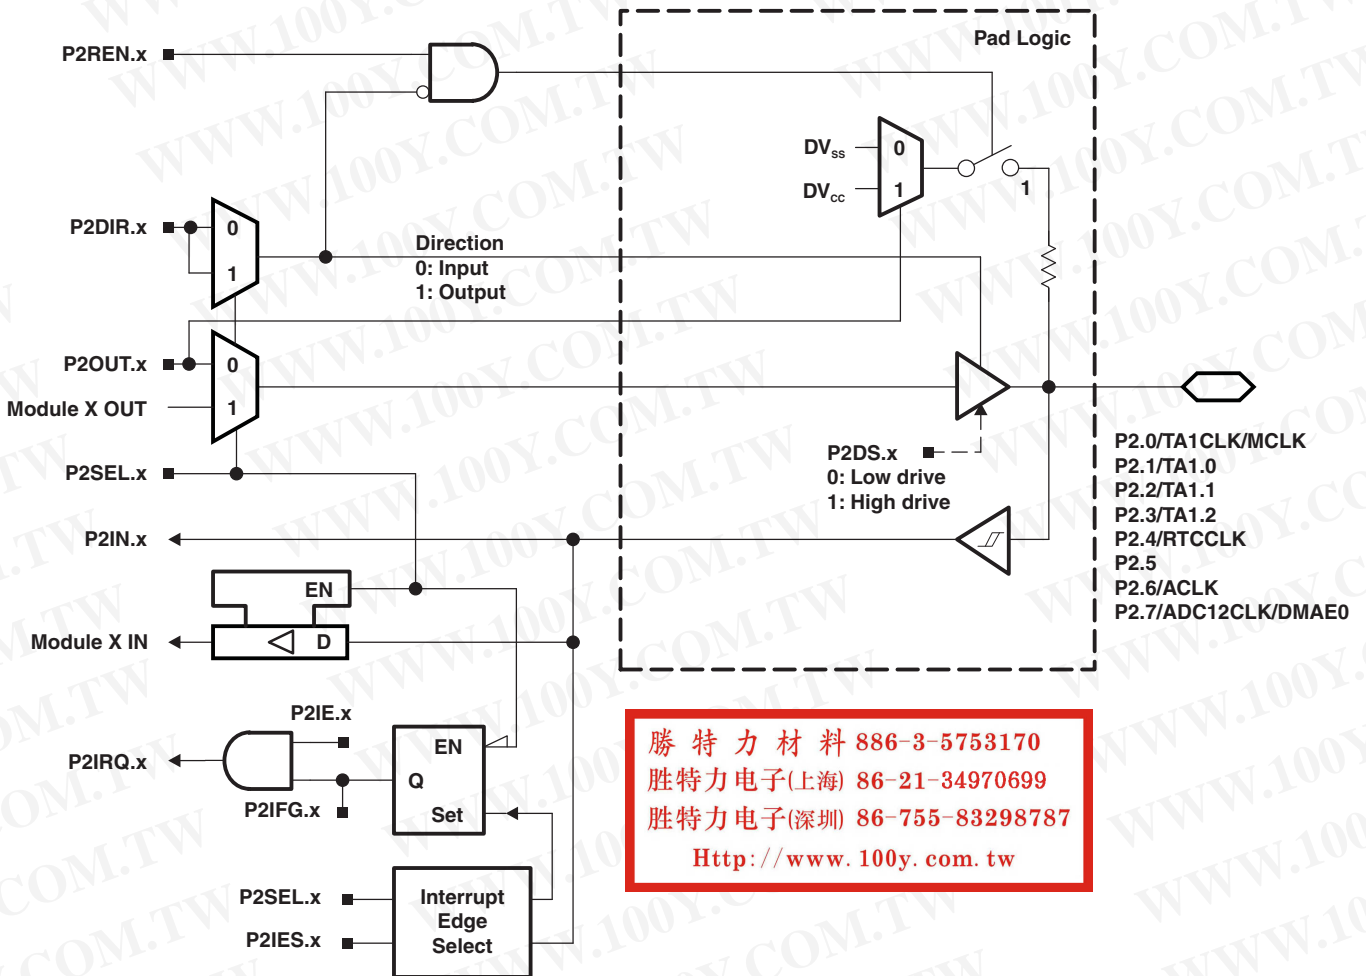 Pad Logic
P2REN.x
DVSS
0
DVCC
1
1
P2DIR.x
0
1
Direction
0: Input
1: Output
P2OUT.x
0
Module X OUT
1
P2DS.x
0: Low drive
1: High drive
P2SEL.x
P2.0/TA1CLK/MCLK
P2.1/TA1.0
P2.2/TA1.1
P2.3/TA1.2
P2.4/RTCCLK
P2.5
P2.6/ACLK
P2.7/ADC12CLK/DMAE0
P2IN.x
EN
Module X IN
D
P2IE.x
P2IRQ.x
EN
Q
P2IFG.x
Set
P2SEL.x
P2IES.x
Interrupt
Edge
Select
勝 特 力 材 料 886-3-5753170
胜特力电子(上海) 86-21-34970699
胜特力电子(深圳) 86-755-83298787
Http://www.100y.com.tw
WWW.100Y.COM.TW